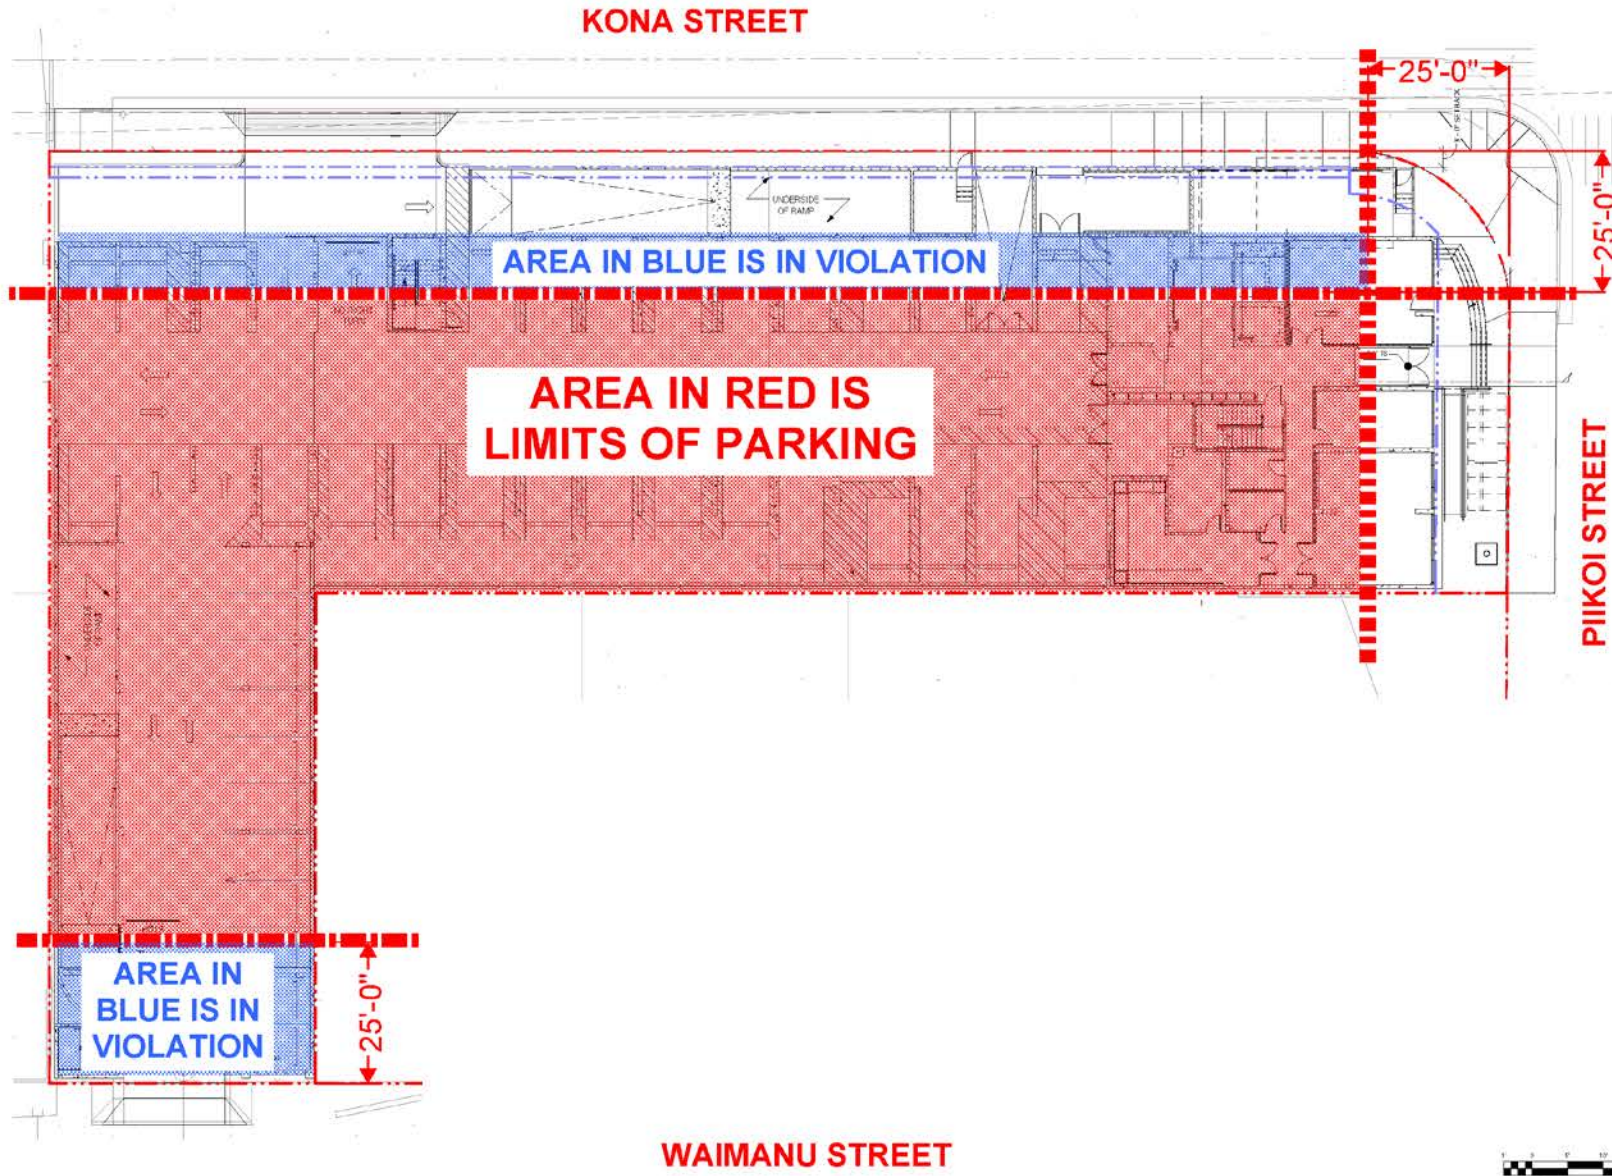 KONA STREET
25'-0"
25'-0"
UNDERSIDE
OF RAMP
AREA IN BLUE IS IN VIOLATION
AREA IN RED IS
LIMITS OF PARKING
PIIKOI STREET
UNDERSIDE
AREA IN
BLUE IS IN
VIOLATION
25'-0"
WAIMANU STREET